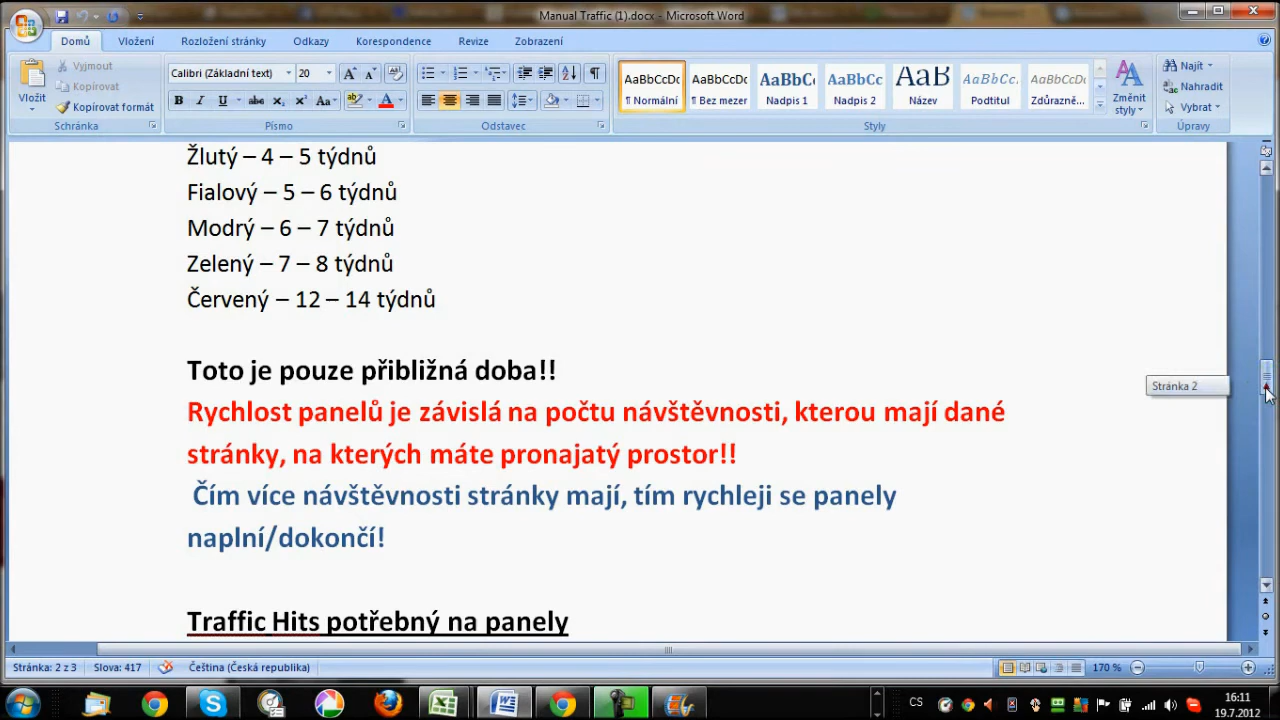 Manual Traffic (1).docx - Microsoft Word
Domů Vložení Rozložení stránky Odkazy Korespondence Revize Zobrazení
Vložit
Vyjmout
Kopírovat
Kopírovat formát
Schránka
Calibri (Základní text) 20
B I U abc x₂ x² Aa
Písmo
Odstavec
AaBbCcDc AaBbCcDc AaBbCc AaBbCc AaB AaBbCc. AaBbCcDc
¶ Normální ¶ Bez mezer Nadpis 1 Nadpis 2 Název Podtitul Zdůrazně...
Změnit styly
Styly
Najít
Nahradit
Vybrat
Úpravy
Žlutý – 4 – 5 týdnů
Fialový – 5 – 6 týdnů
Modrý – 6 – 7 týdnů
Zelený – 7 – 8 týdnů
Červený – 12 – 14 týdnů
Toto je pouze přibližná doba!!
Stránka 2
Rychlost panelů je závislá na počtu návštěvnosti, kterou mají dané
stránky, na kterých máte pronajatý prostor!!
Čím více návštěvnosti stránky mají, tím rychleji se panely
naplní/dokončí!
Traffic Hits potřebný na panely
Stránka: 2 z 3 Slova: 417 Čeština (Česká republika) 170 %
CS 16:11
19.7.2012